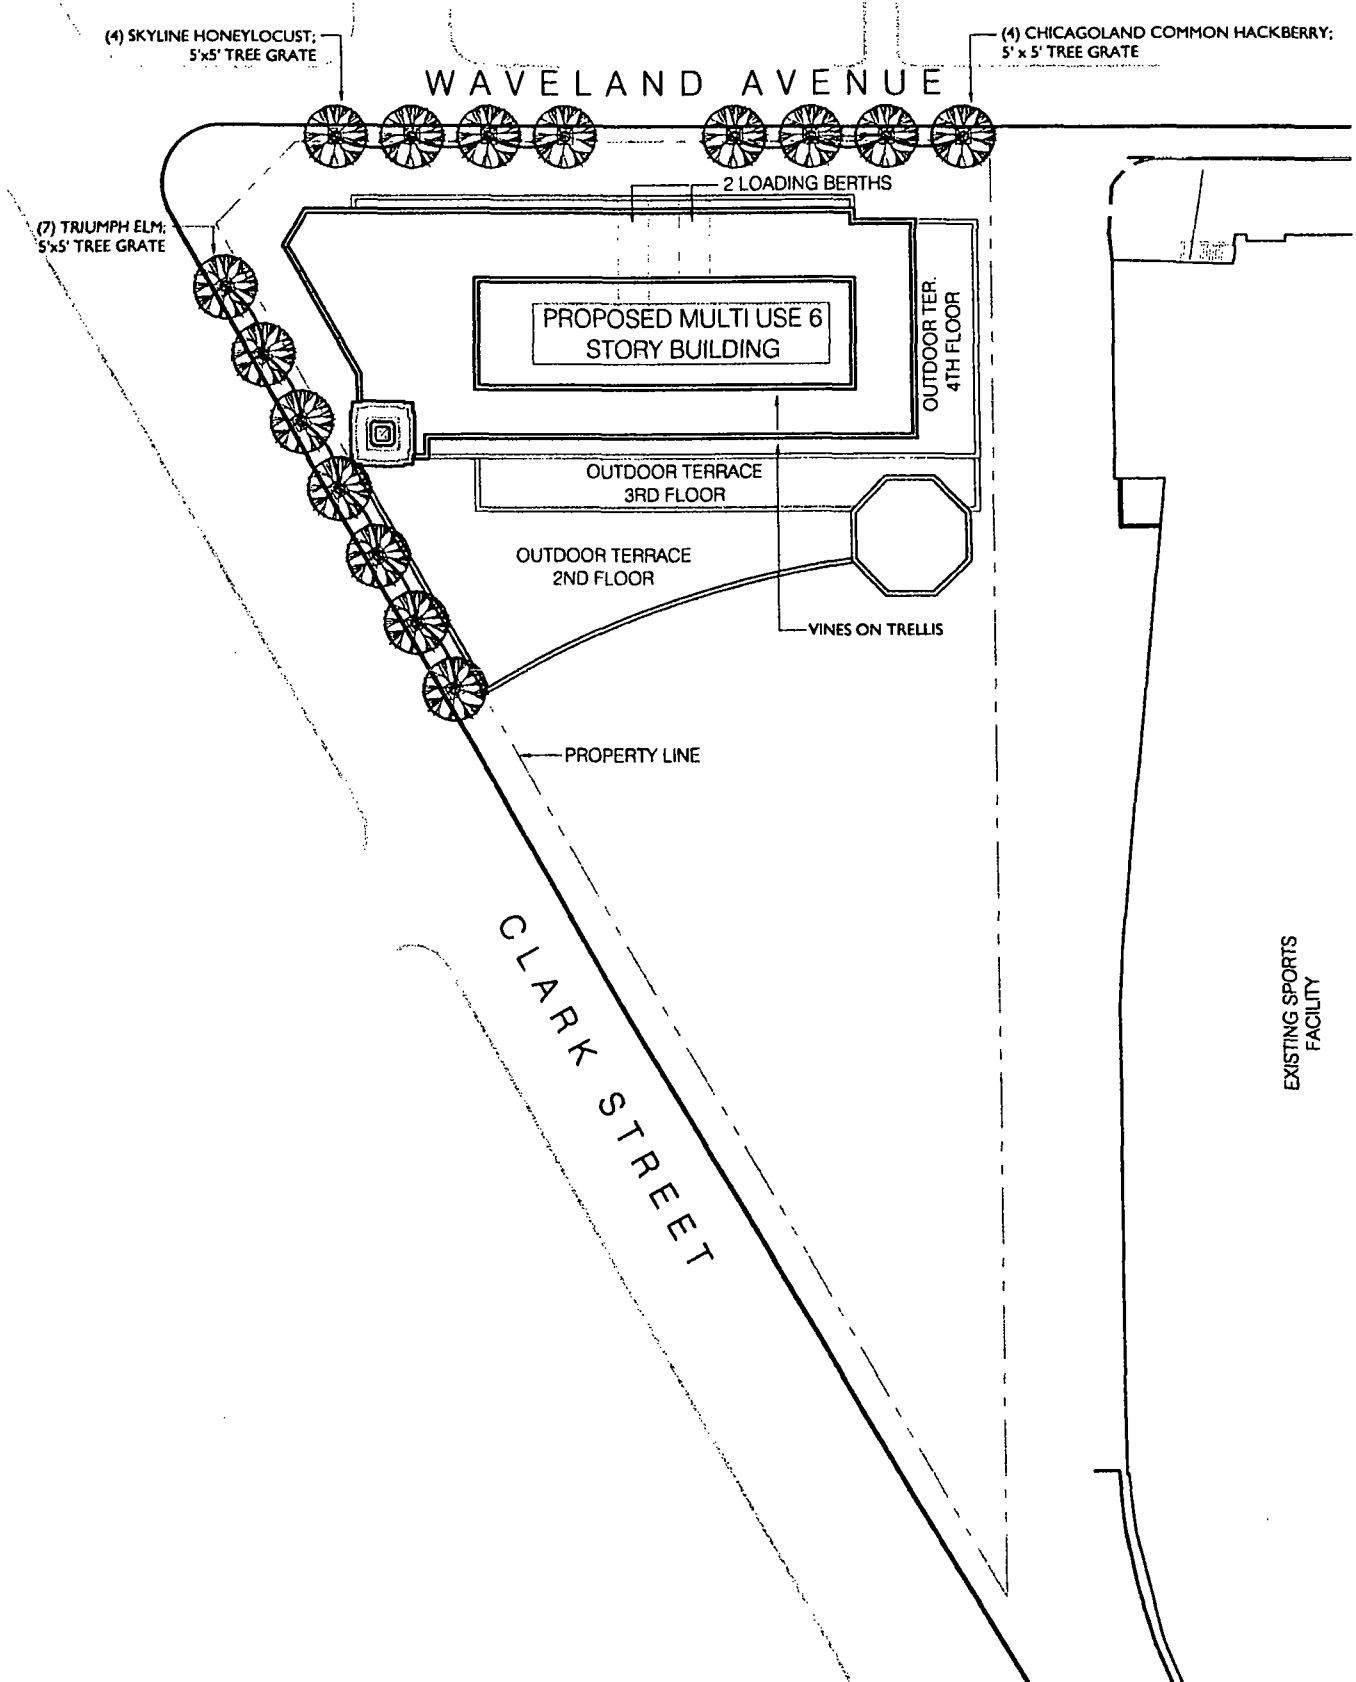 (4) SKYLINE HONEYLOCUST;
5'x5' TREE GRATE
(4) CHICAGOLAND COMMON HACKBERRY;
5' x 5' TREE GRATE
WAVELAND AVENUE
2 LOADING BERTHS
(7) TRIUMPH ELM;
5'x5' TREE GRATE
PROPOSED MULTI USE 6
STORY BUILDING
OUTDOOR TER.
4TH FLOOR
OUTDOOR TERRACE
3RD FLOOR
OUTDOOR TERRACE
2ND FLOOR
VINES ON TRELLIS
PROPERTY LINE
CLARK STREET
EXISTING SPORTS
FACILITY